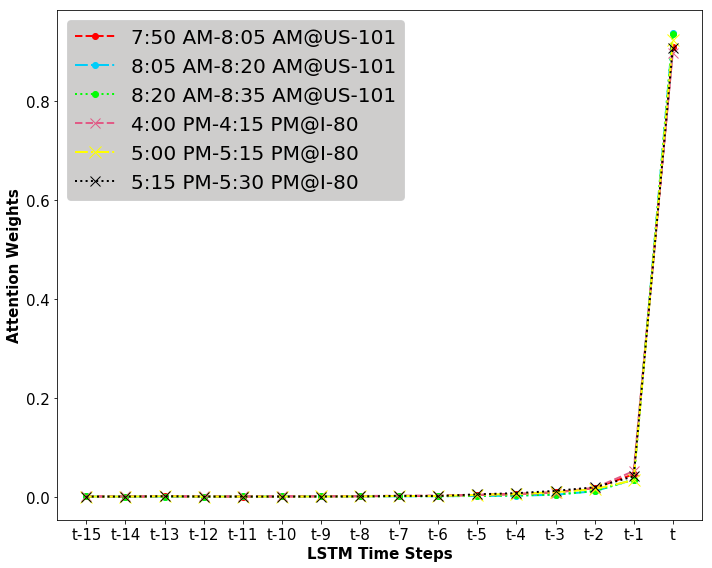 7:50 AM-8:05 AM@US-101
8:05 AM-8:20 AM@US-101
8:20 AM-8:35 AM@US-101
4:00 PM-4:15 PM@I-80
5:00 PM-5:15 PM@I-80
5:15 PM-5:30 PM@I-80
Attention Weights
0.8
0.6
0.4
0.2
0.0
t-15 t-14 t-13 t-12 t-11 t-10 t-9 t-8 t-7 t-6 t-5 t-4 t-3 t-2 t-1 t
LSTM Time Steps